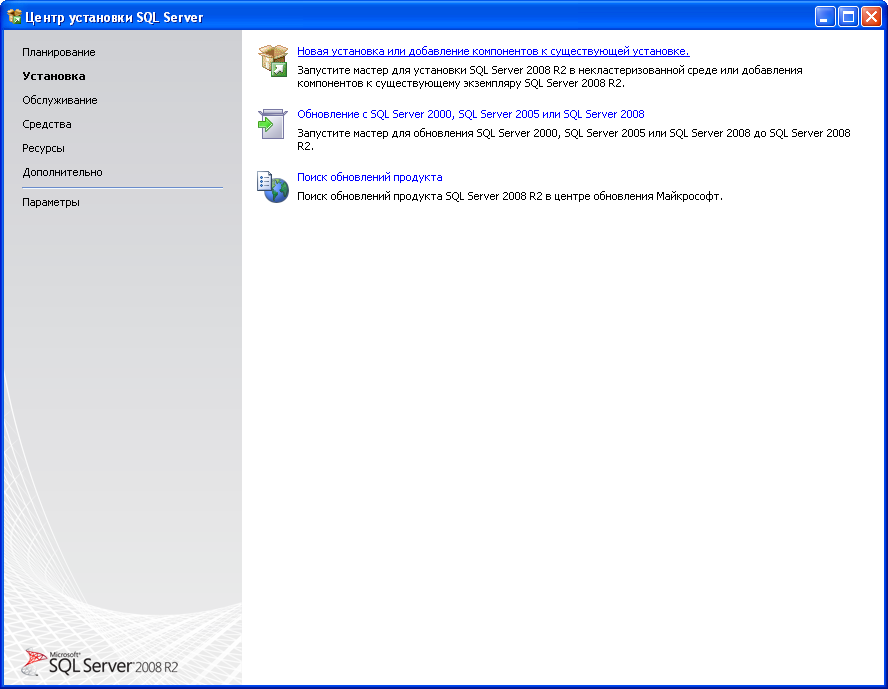 Центр установки SQL Server
Планирование
Установка
Обслуживание
Средства
Ресурсы
Дополнительно
Параметры
Новая установка или добавление компонентов к существующей установке.
Запустите мастер для установки SQL Server 2008 R2 в некластеризованной среде или добавления
компонентов к существующему экземпляру SQL Server 2008 R2.
Обновление с SQL Server 2000, SQL Server 2005 или SQL Server 2008
Запустите мастер для обновления SQL Server 2000, SQL Server 2005 или SQL Server 2008 до SQL Server 2008
R2.
Поиск обновлений продукта
Поиск обновлений продукта SQL Server 2008 R2 в центре обновления Майкрософт.
Microsoft®
SQL Server 2008 R2